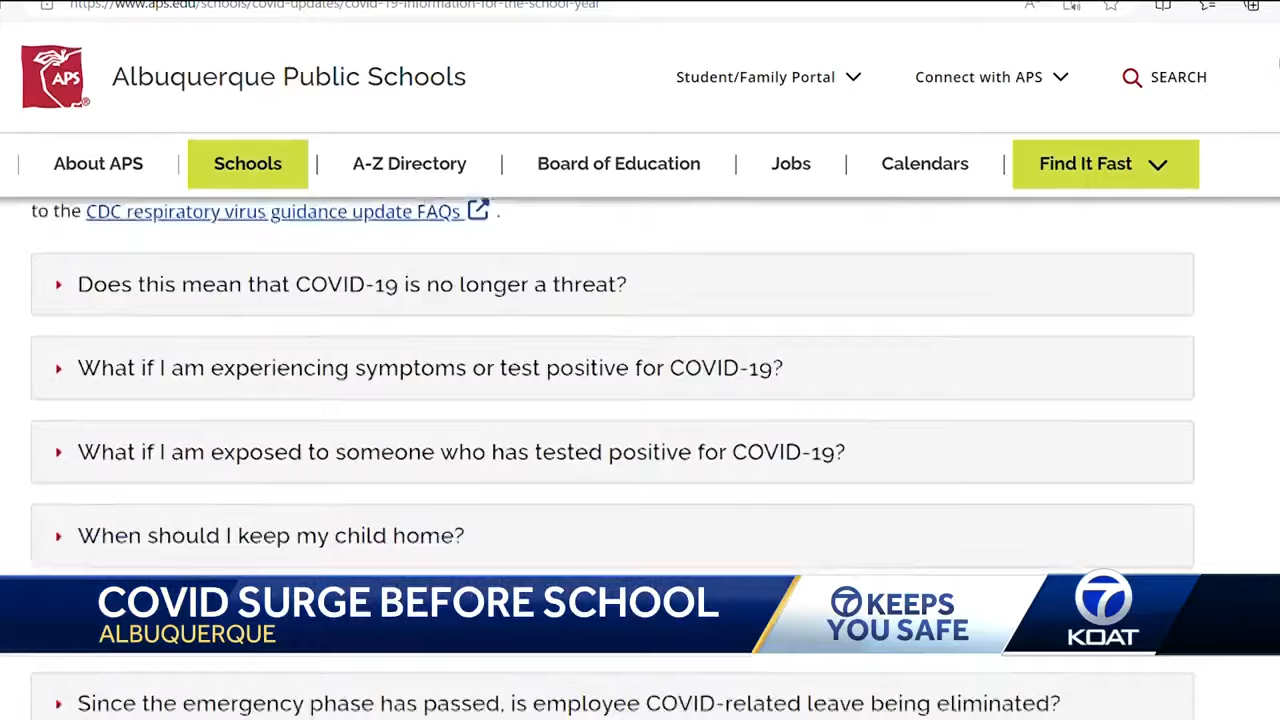 https://www.aps.edu/schools/covid-updates/covid-19-information-for-the-school-year
APS
Albuquerque Public Schools
Student/Family Portal
Connect with APS
SEARCH
About APS
Schools
A-Z Directory
Board of Education
Jobs
Calendars
Find It Fast
to the CDC respiratory virus guidance update FAQs .
Does this mean that COVID-19 is no longer a threat?
What if I am experiencing symptoms or test positive for COVID-19?
What if I am exposed to someone who has tested positive for COVID-19?
When should I keep my child home?
COVID SURGE BEFORE SCHOOL
ALBUQUERQUE
7 KEEPS
YOU SAFE
7
KOAT
Since the emergency phase has passed, is employee COVID-related leave being eliminated?